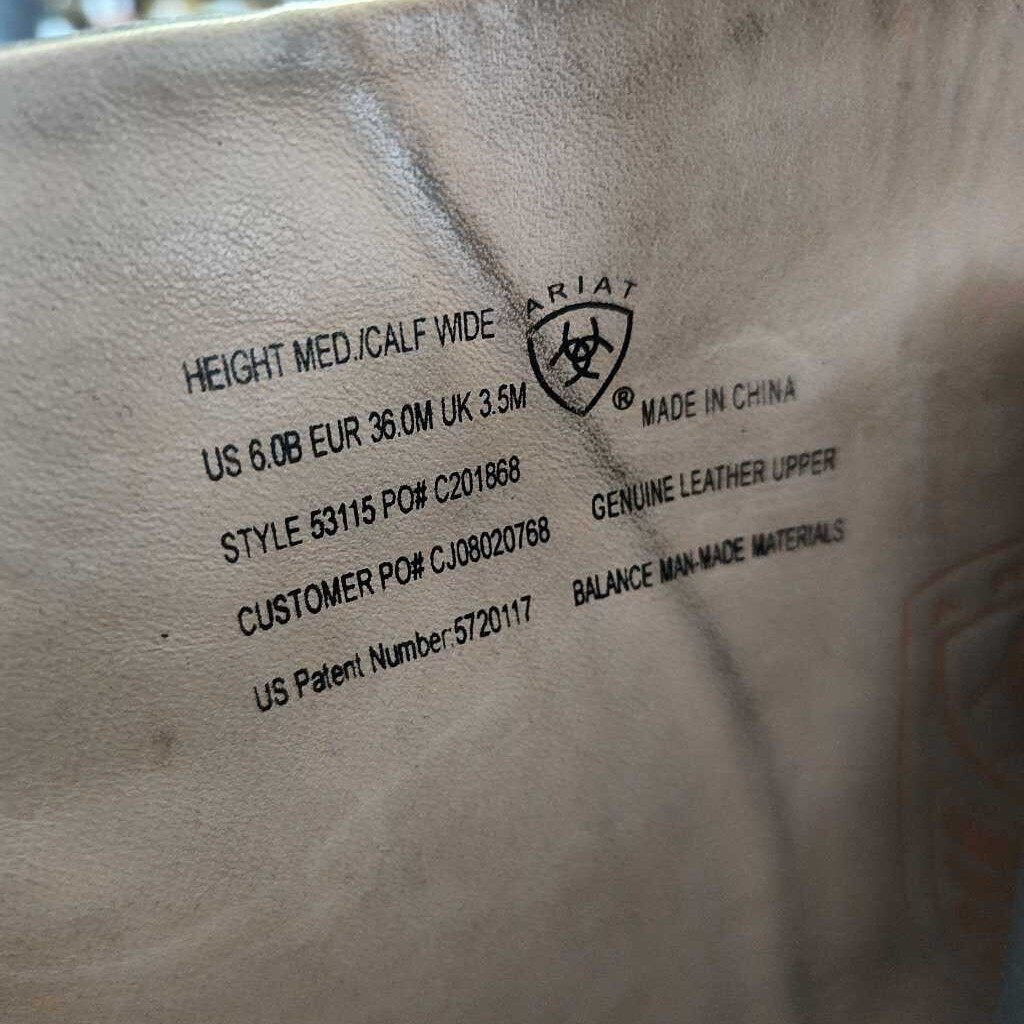 ARIAT
HEIGHT MED./CALF WIDE
US 6.0B EUR 36.0M UK 3.5M
® MADE IN CHINA
STYLE 53115 PO# C201868
GENUINE LEATHER UPPER
CUSTOMER PO# CJ08020768
BALANCE MAN-MADE MATERIALS
US Patent Number:5720117